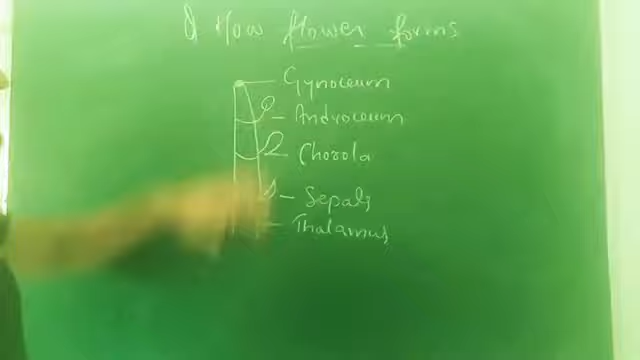 How flower forms
Gynoceum
Androceum
Chorola
Sepals
Thalamus